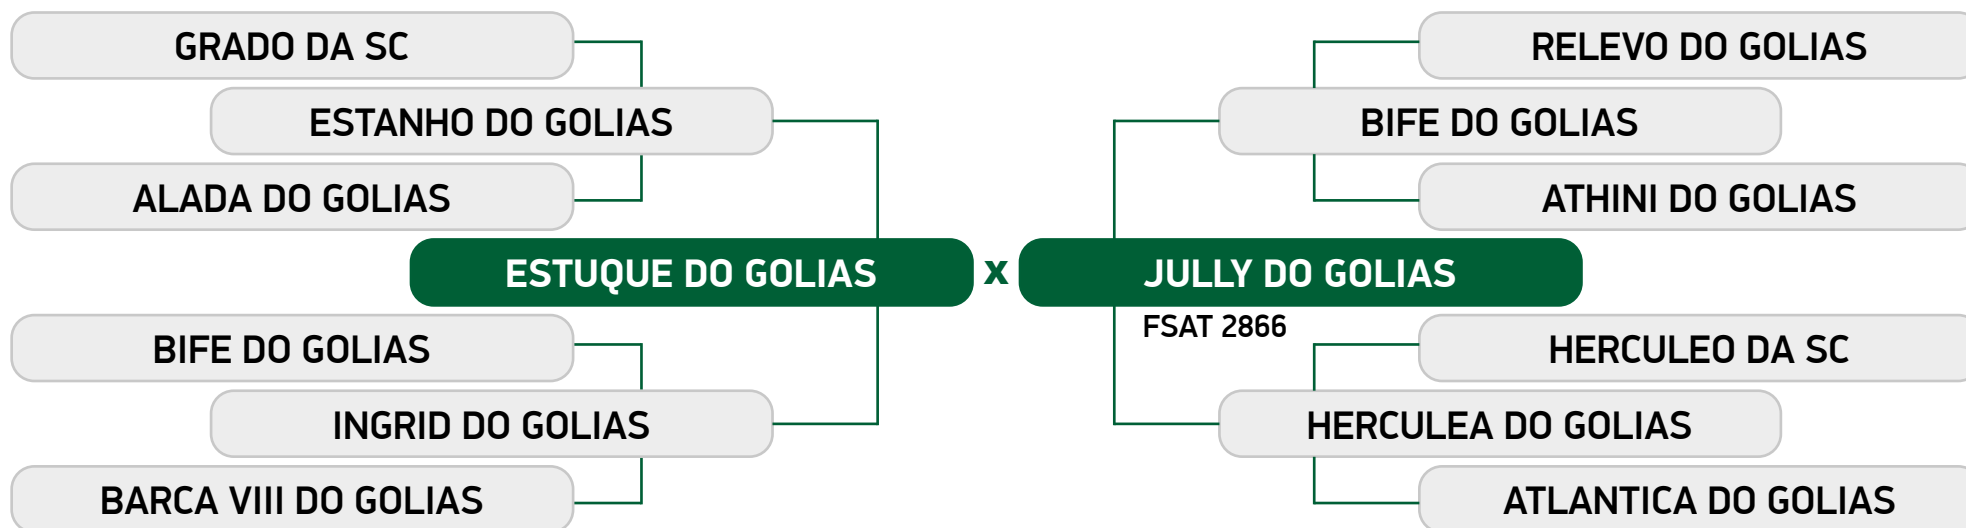 GRADO DA SC
RELEVO DO GOLIAS
ESTANHO DO GOLIAS
BIFE DO GOLIAS
ALADA DO GOLIAS
ATHINI DO GOLIAS
ESTUQUE DO GOLIAS x JULLY DO GOLIAS
FSAT 2866
BIFE DO GOLIAS
HERCULEO DA SC
INGRID DO GOLIAS
HERCULEA DO GOLIAS
BARCA VIII DO GOLIAS
ATLANTICA DO GOLIAS